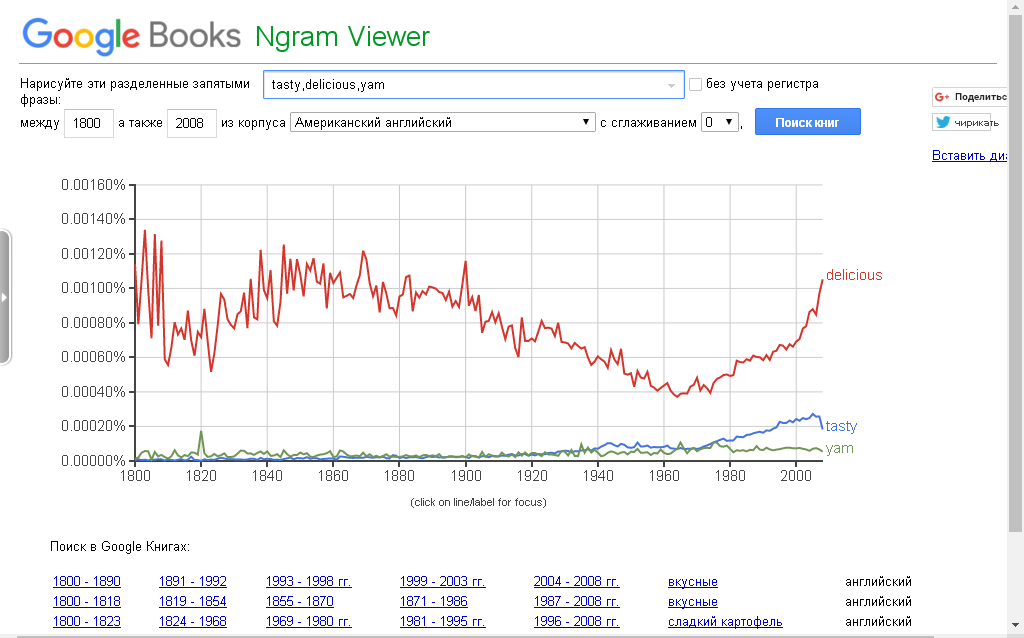 Google Books Ngram Viewer
Нарисуйте эти разделенные запятыми фразы:
tasty,delicious,yam
без учета регистра
между 1800 а также 2008 из корпуса Американский английский с сглаживанием 0 , Поиск книг
G+ Поделитьс
чирикать
Вставить ди
0.00160%
0.00140%
0.00120%
0.00100%
0.00080%
0.00060%
0.00040%
0.00020%
0.00000%
delicious
tasty
yam
1800 1820 1840 1860 1880 1900 1920 1940 1960 1980 2000
(click on line/label for focus)
Поиск в Google Книгах:
1800 - 1890 1891 - 1992 1993 - 1998 гг. 1999 - 2003 гг. 2004 - 2008 гг. вкусные английский
1800 - 1818 1819 - 1854 1855 - 1870 1871 - 1986 1987 - 2008 гг. вкусные английский
1800 - 1823 1824 - 1968 1969 - 1980 гг. 1981 - 1995 гг. 1996 - 2008 гг. сладкий картофель английский